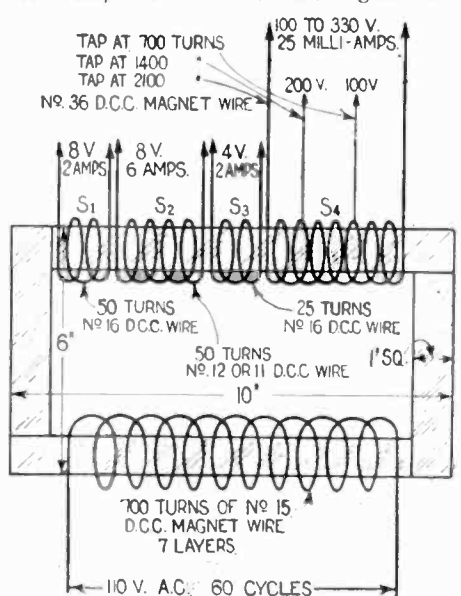 100 TO 330 V.
25 MILLI-AMPS.
TAP AT 700 TURNS
TAP AT 1400
TAP AT 2100
200 V. 100V
Nº. 36 D.C.C. MAGNET WIRE
8 V. 8 V. 4 V.
2 AMPS. 6 AMPS. 2 AMPS.
S1 S2 S3 S4
50 TURNS
Nº 16 D.C.C. WIRE
25 TURNS
Nº 16 D.C.C. WIRE
6"
50 TURNS
Nº. 12 OR 11 D.C.C WIRE
1" SQ.
10"
700 TURNS OF Nº 15
D.C.C. MAGNET WIRE
7 LAYERS
110 V. A.C. 60 CYCLES